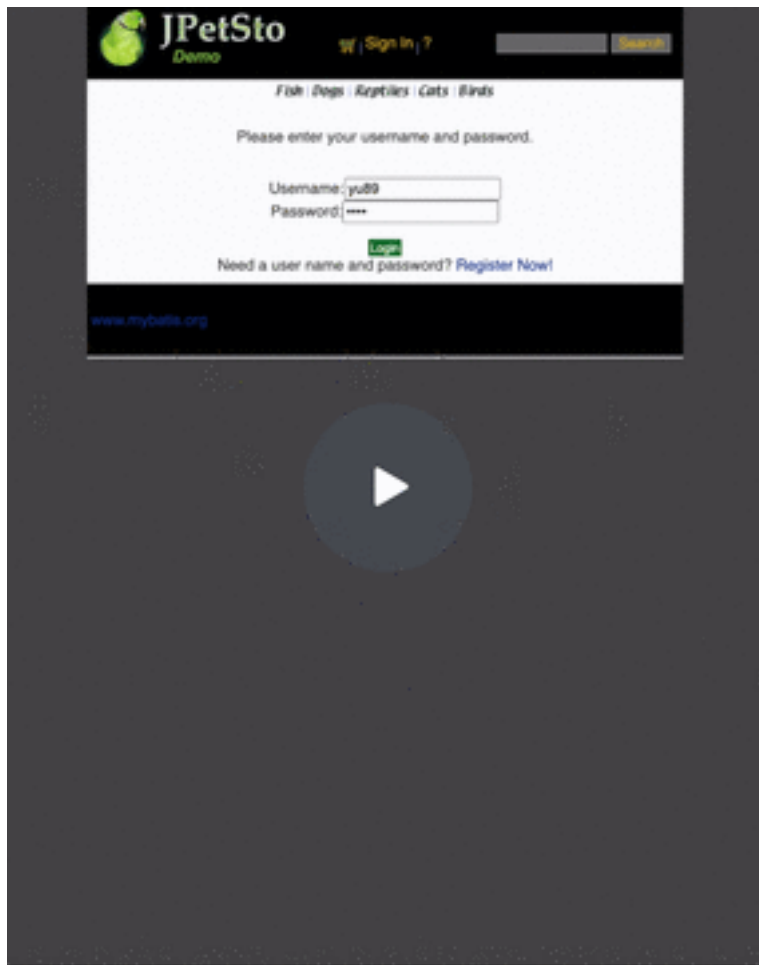 JPetSto
Demo
Sign In ?
Search
Fish Dogs Reptiles Cats Birds
Please enter your username and password.
Username: yu89
Password: ••••
Login
Need a user name and password? Register Now!
www.mybatis.org